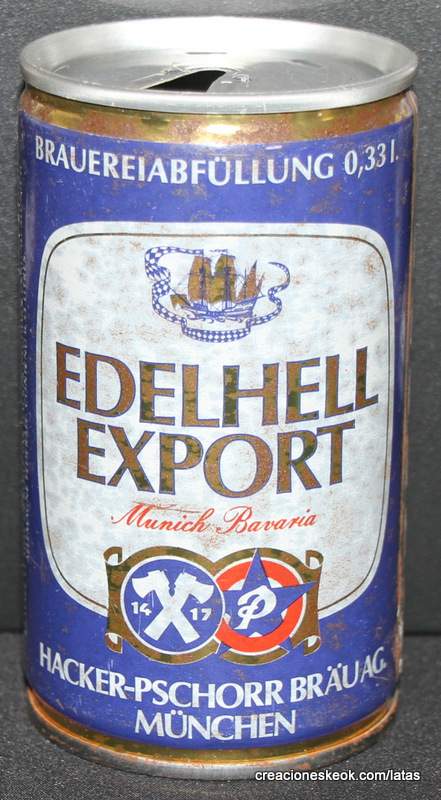 BRAUEREIABFÜLLUNG 0,33 l.
EDELHELL
EXPORT
Munich Bavaria
14 17 P
HACKER-PSCHORR BRÄU AG.
MÜNCHEN
creacioneskeok.com/latas